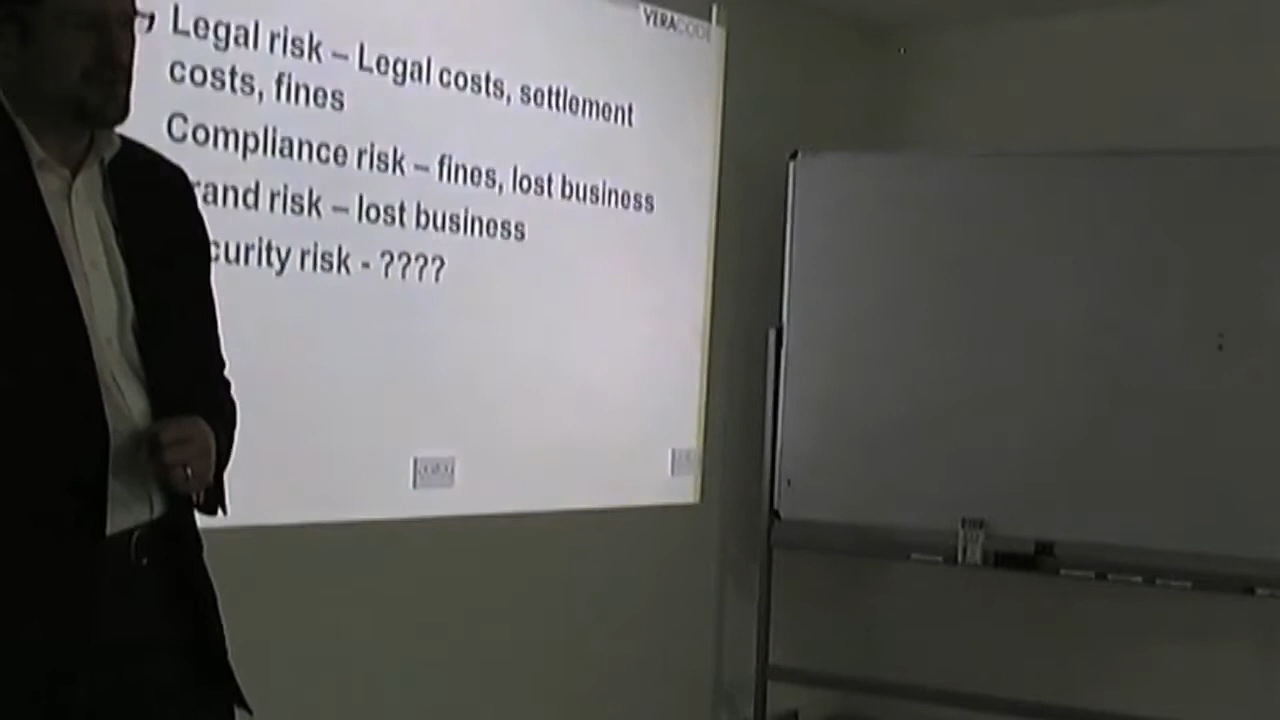 VERACODE
Legal risk – Legal costs, settlement
costs, fines
Compliance risk – fines, lost business
rand risk – lost business
curity risk - ????